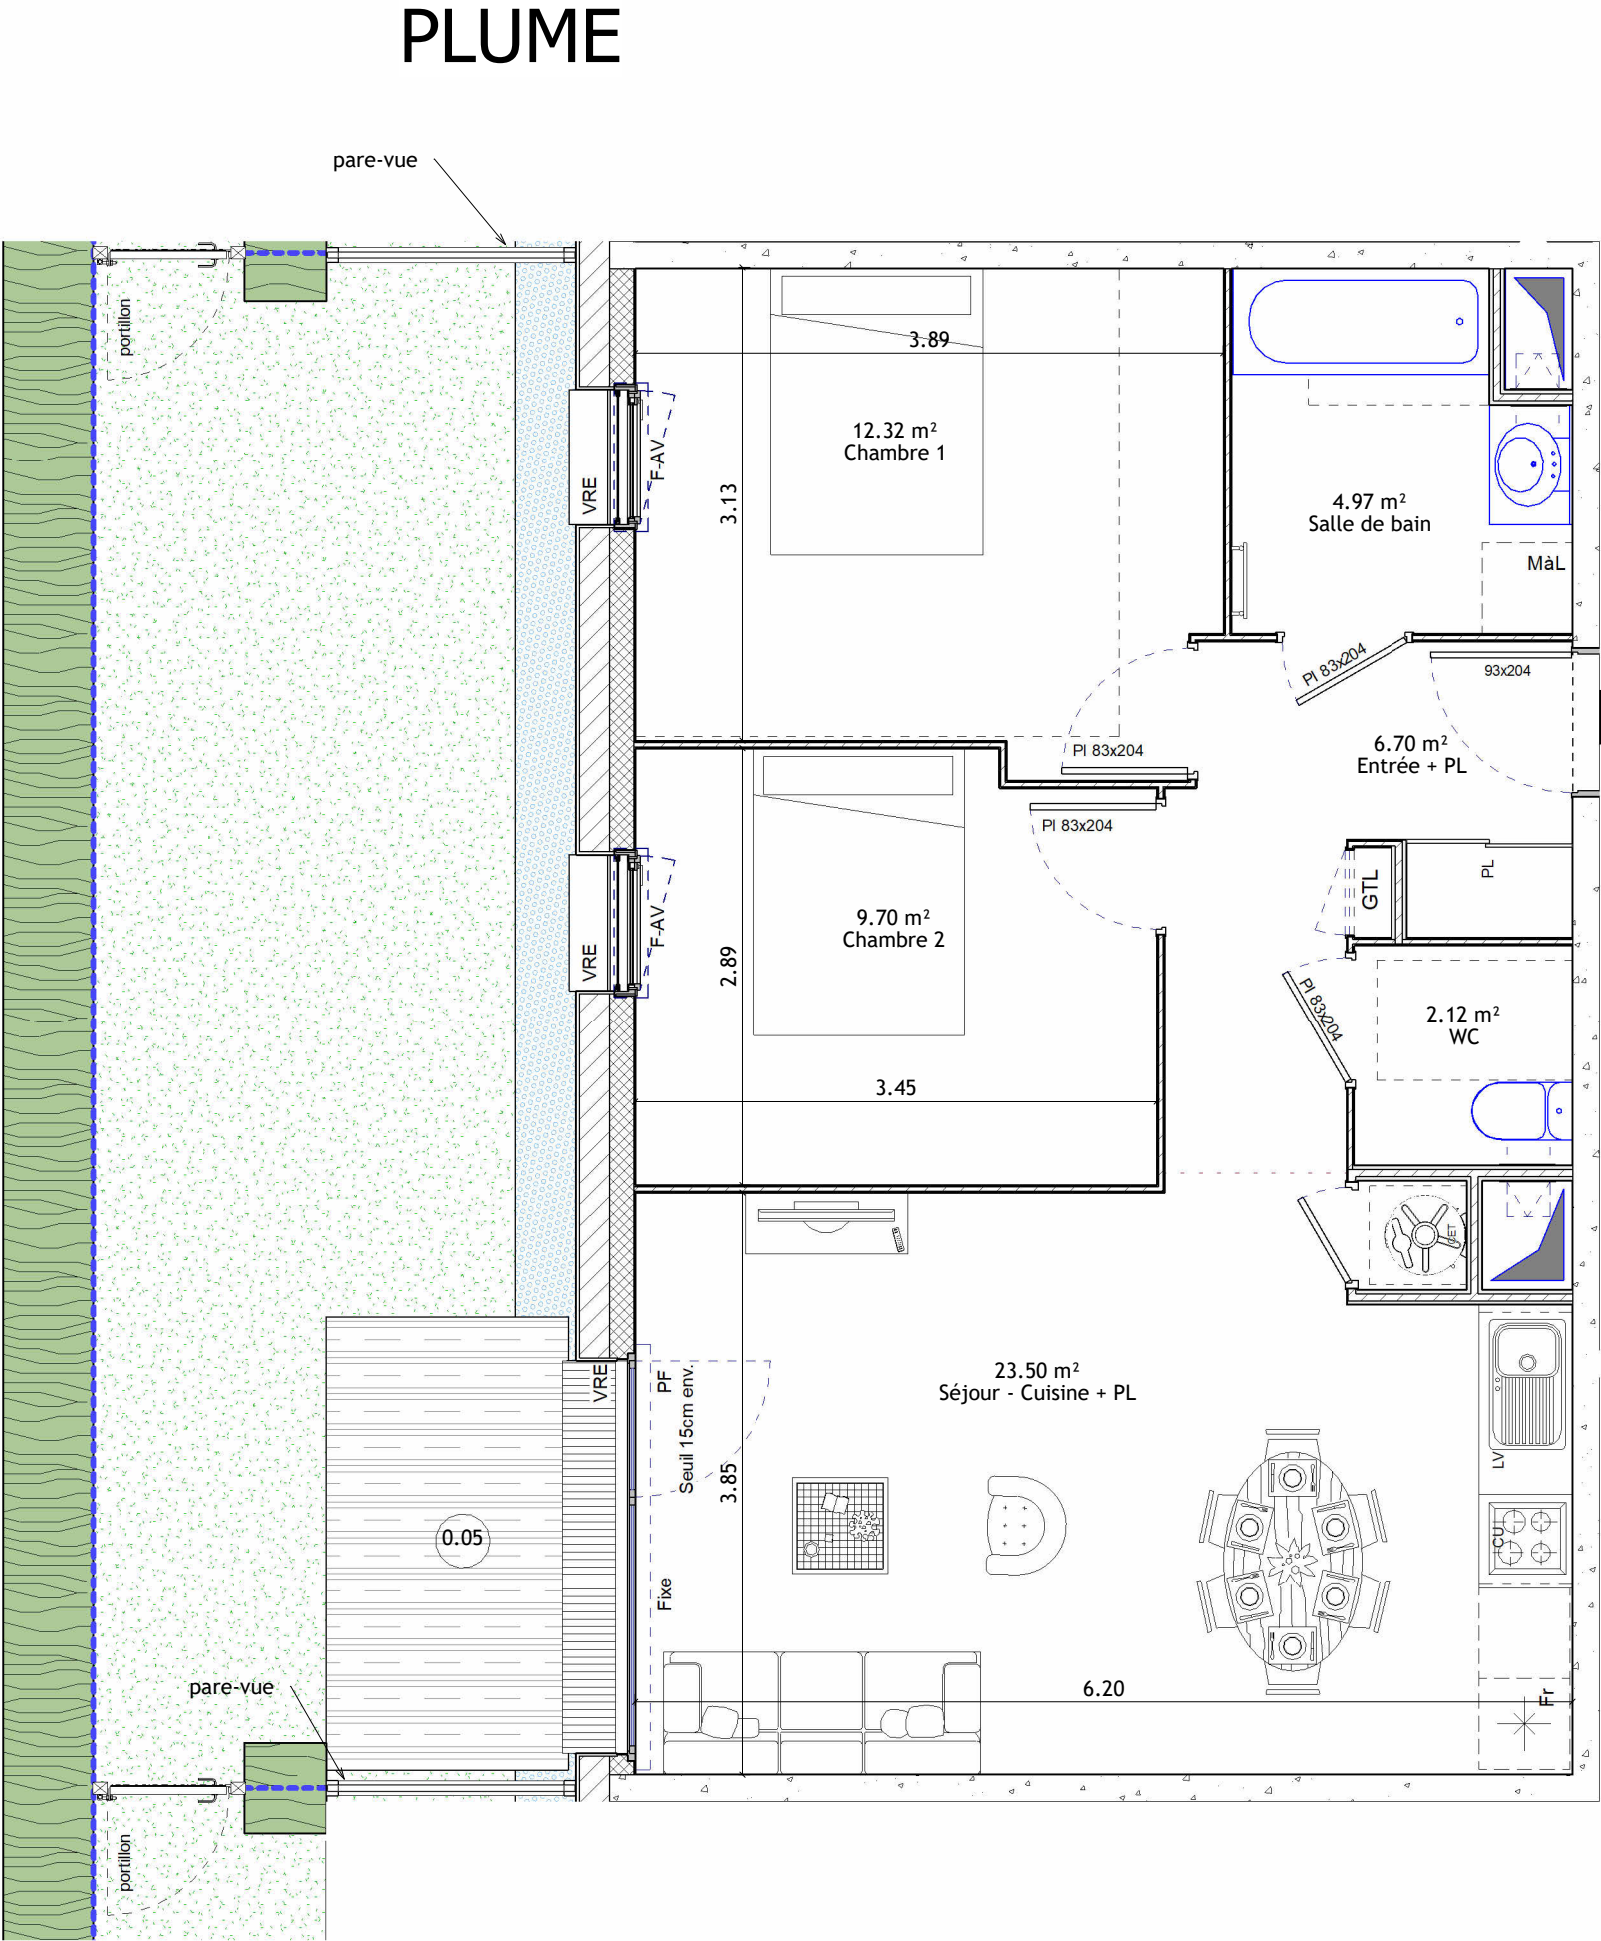 PLUME
pare-vue
portillon
3.89
12.32 m²
Chambre 1
3.13
VRE
F-AV
4.97 m²
Salle de bain
MàL
Pl 83x204
93x204
6.70 m²
Entrée + PL
Pl 83x204
Pl 83x204
GTL
PL
9.70 m²
Chambre 2
2.89
VRE
F-AV
3.45
Pl 83x204
2.12 m²
WC
CET
VRE
PF
Seuil 15cm env.
23.50 m²
Séjour - Cuisine + PL
3.85
LV
CU
0.05
Fixe
pare-vue
6.20
Fr
portillon